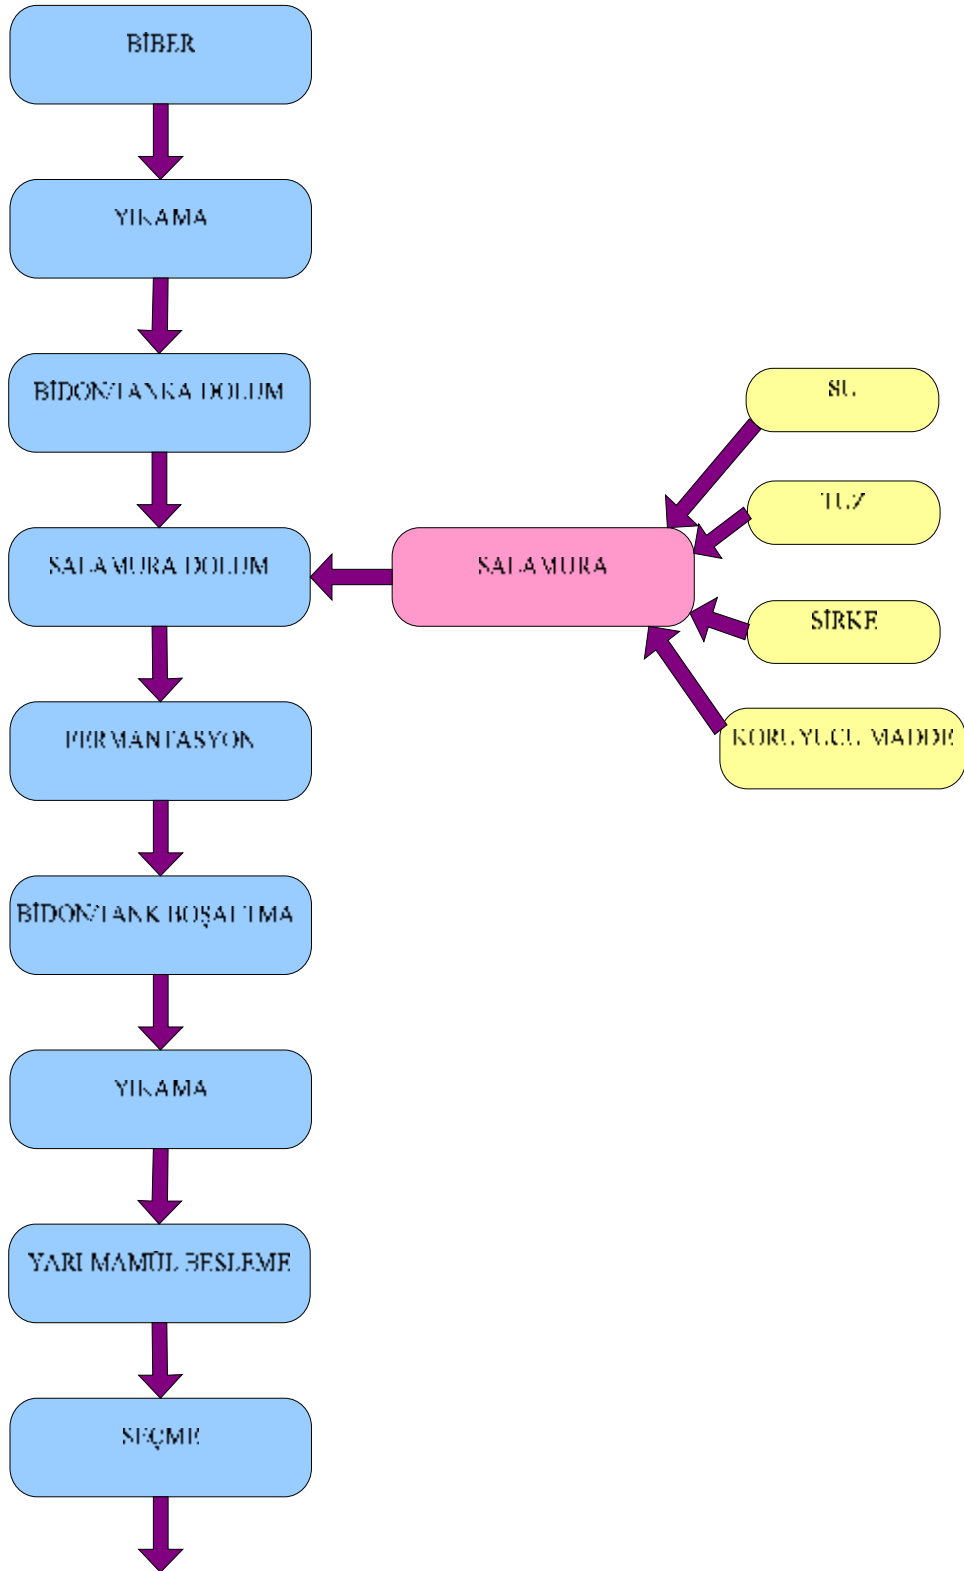 BİBER
YIKAMA
BİDON/TANKA DOLUM
SALAMURA DOLUM
FERMANTASYON
BİDON/TANK BOŞALTMA
YIKAMA
YARI MAMÜL BESLEME
SEÇME
SALAMURA
SU
TUZ
SİRKE
KORUYUCU MADDE